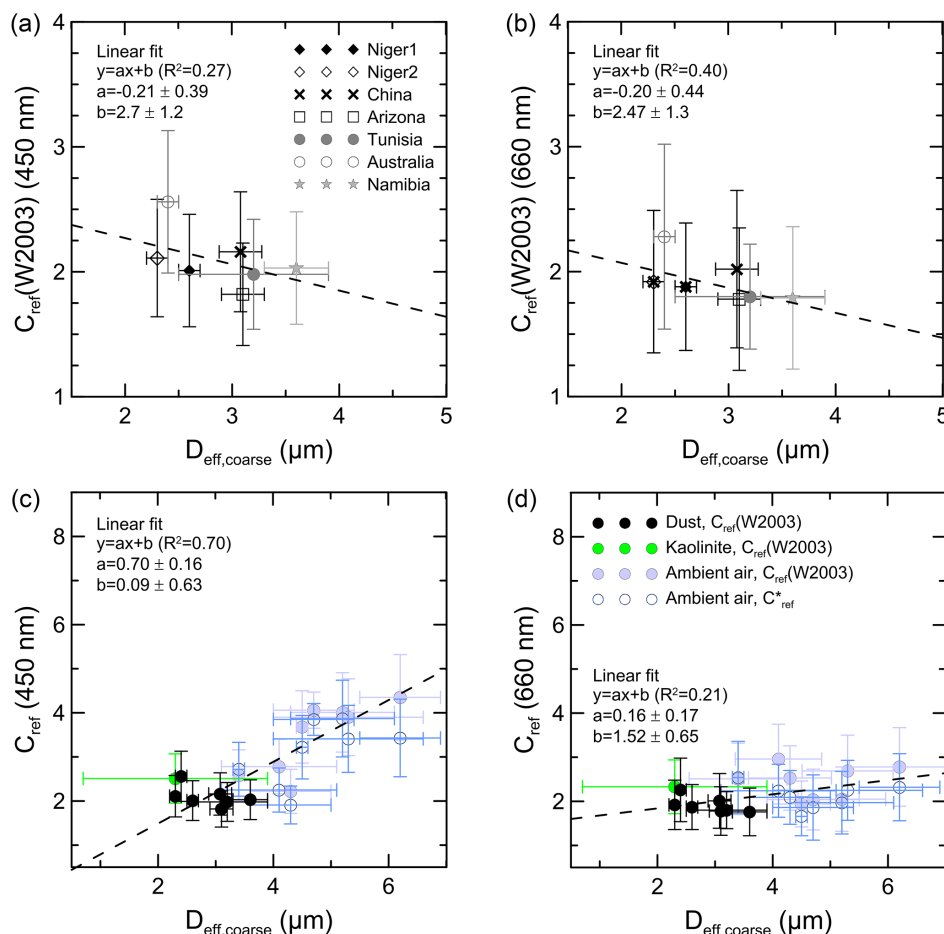 (a)
4
3
2
1
C_ref(W2003) (450 nm)
Linear fit
y=ax+b (R²=0.27)
a=-0.21 ± 0.39
b=2.7 ± 1.2
Niger1
Niger2
China
Arizona
Tunisia
Australia
Namibia
2 3 4 5
D_eff,coarse (µm)
(b)
4
3
2
1
C_ref(W2003) (660 nm)
Linear fit
y=ax+b (R²=0.40)
a=-0.20 ± 0.44
b=2.47 ± 1.3
2 3 4 5
D_eff,coarse (µm)
(c)
8
6
4
2
C_ref (450 nm)
Linear fit
y=ax+b (R²=0.70)
a=0.70 ± 0.16
b=0.09 ± 0.63
2 4 6
D_eff,coarse (µm)
(d)
8
6
4
2
C_ref (660 nm)
Dust, C_ref(W2003)
Kaolinite, C_ref(W2003)
Ambient air, C_ref(W2003)
Ambient air, C*_ref
Linear fit
y=ax+b (R²=0.21)
a=0.16 ± 0.17
b=1.52 ± 0.65
2 4 6
D_eff,coarse (µm)